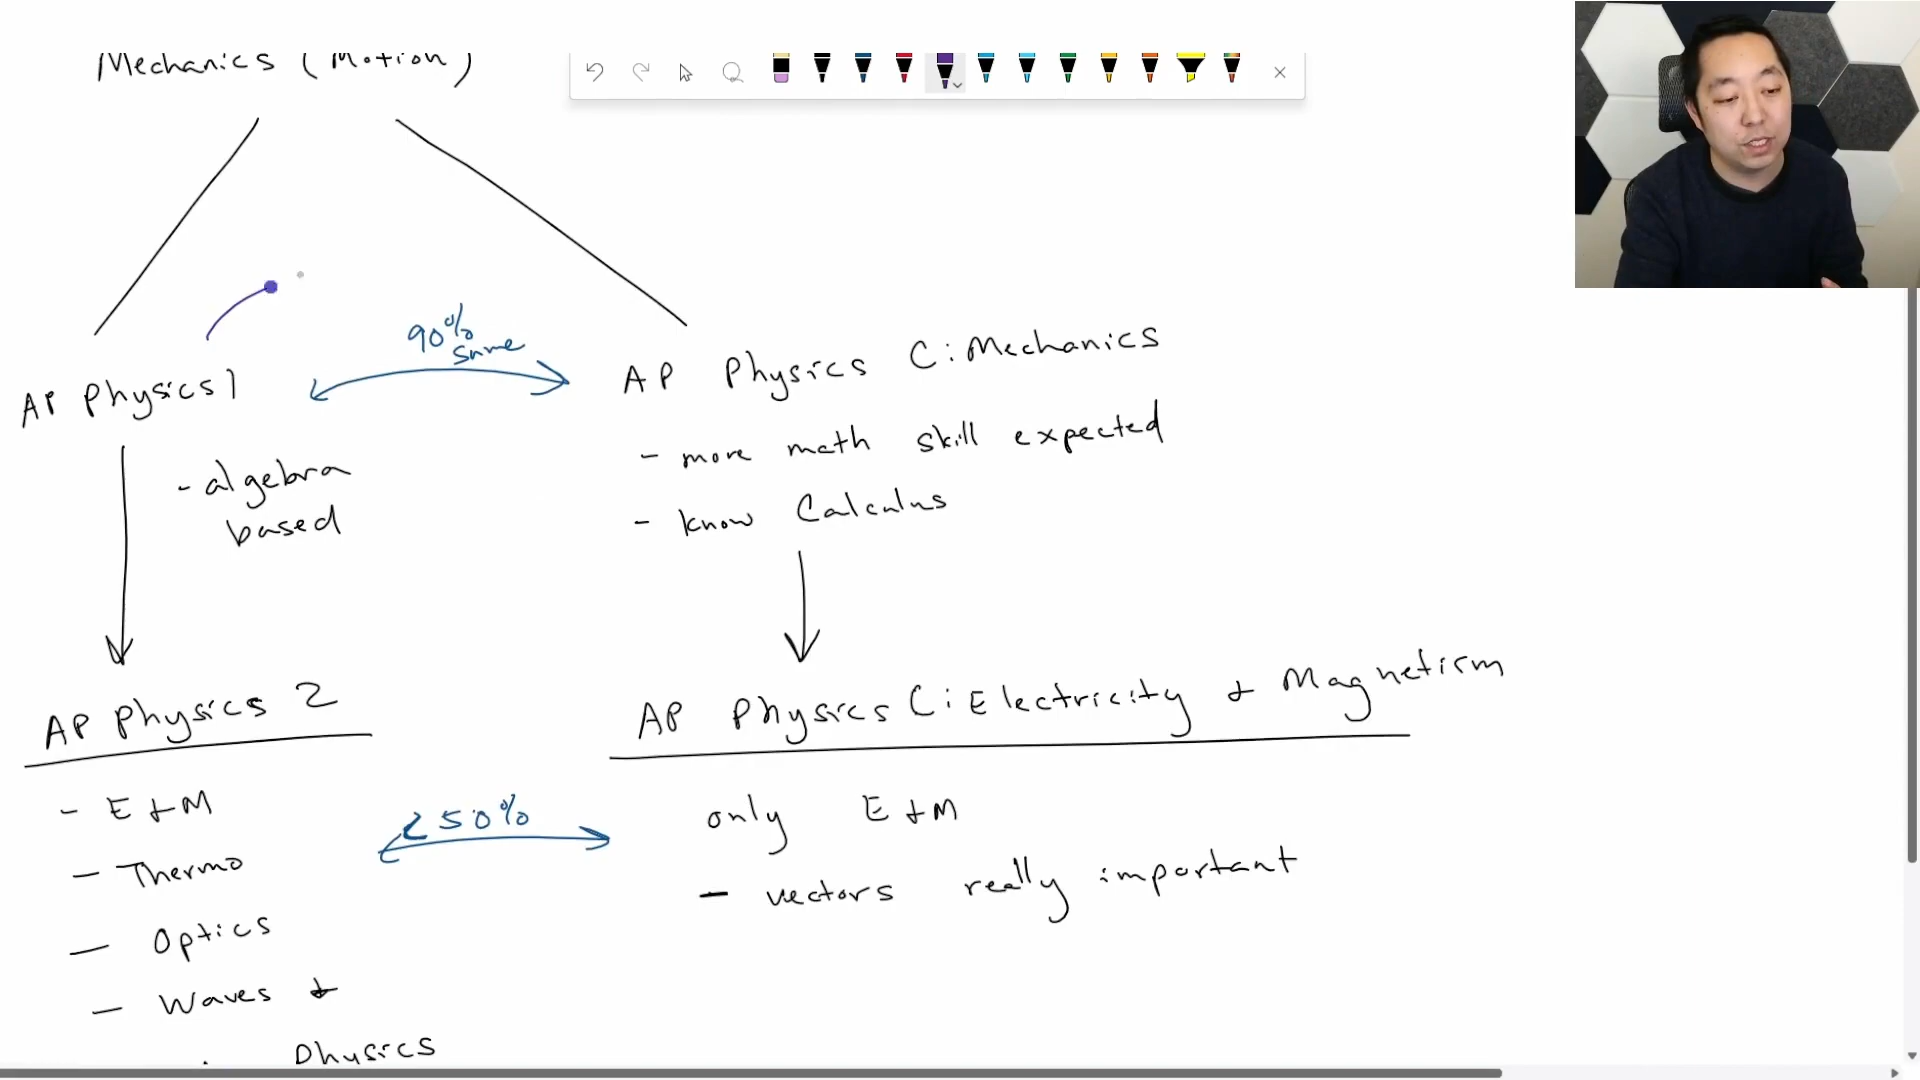 Mechanics (Motion)
90%
same
AP Physics 1
AP Physics C: Mechanics
- algebra
based
- more math skill expected
- know Calculus
AP Physics 2
AP Physics C: Electricity & Magnetism
- E & M
<50%
only E & M
- Thermo
- vectors really important
- Optics
- Waves &
Physics